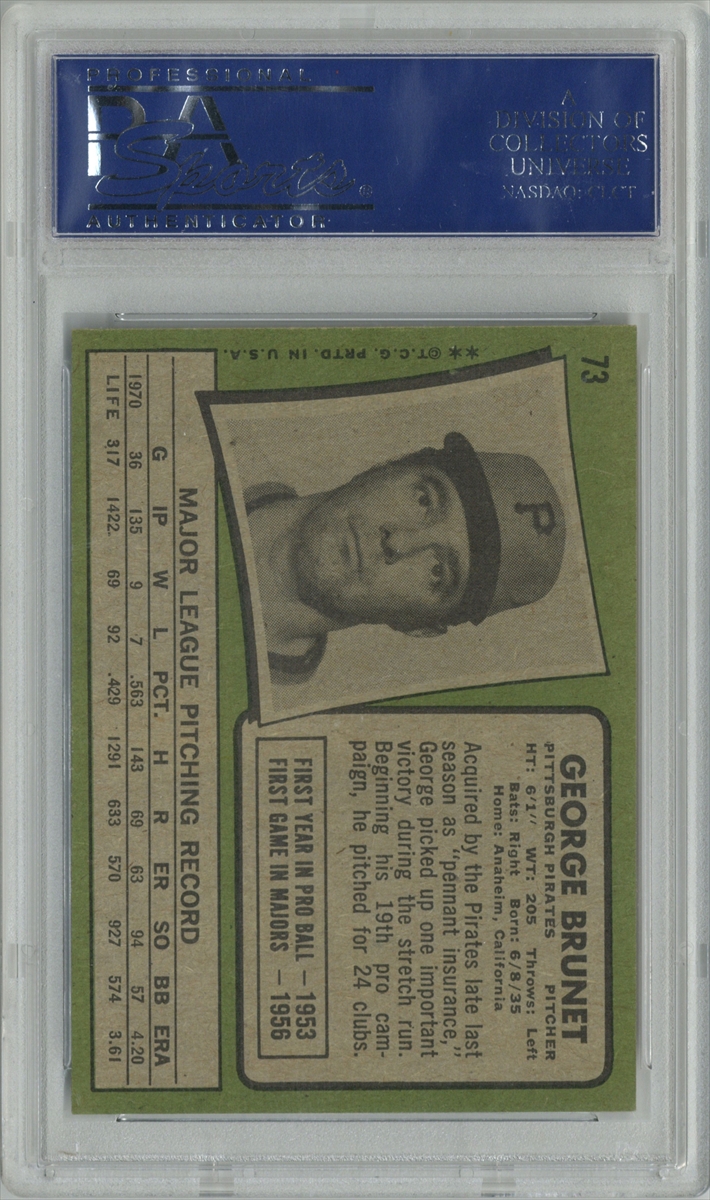 PROFESSIONAL
PSA
Sports®
AUTHENTICATOR
A
DIVISION OF
COLLECTORS
UNIVERSE
NASDAQ: CLCT
73
**©T.C.G. PRTD. IN U.S.A.
P
GEORGE BRUNET
PITTSBURGH PIRATES PITCHER
HT: 6/1" WT: 205 Throws: Left
Bats: Right Born: 6/8/35
Home: Anaheim, California
Acquired by the Pirates late last
season as "pennant insurance,"
George picked up one important
victory during the stretch run.
Beginning his 19th pro cam-
paign, he pitched for 24 clubs.
FIRST YEAR IN PRO BALL — 1953
FIRST GAME IN MAJORS — 1956
MAJOR LEAGUE PITCHING RECORD
G IP W L PCT. H R ER SO BB ERA
1970 36 135 9 7 .563 143 69 63 94 57 4.20
LIFE 317 1422 69 92 .429 1291 633 570 927 574 3.61